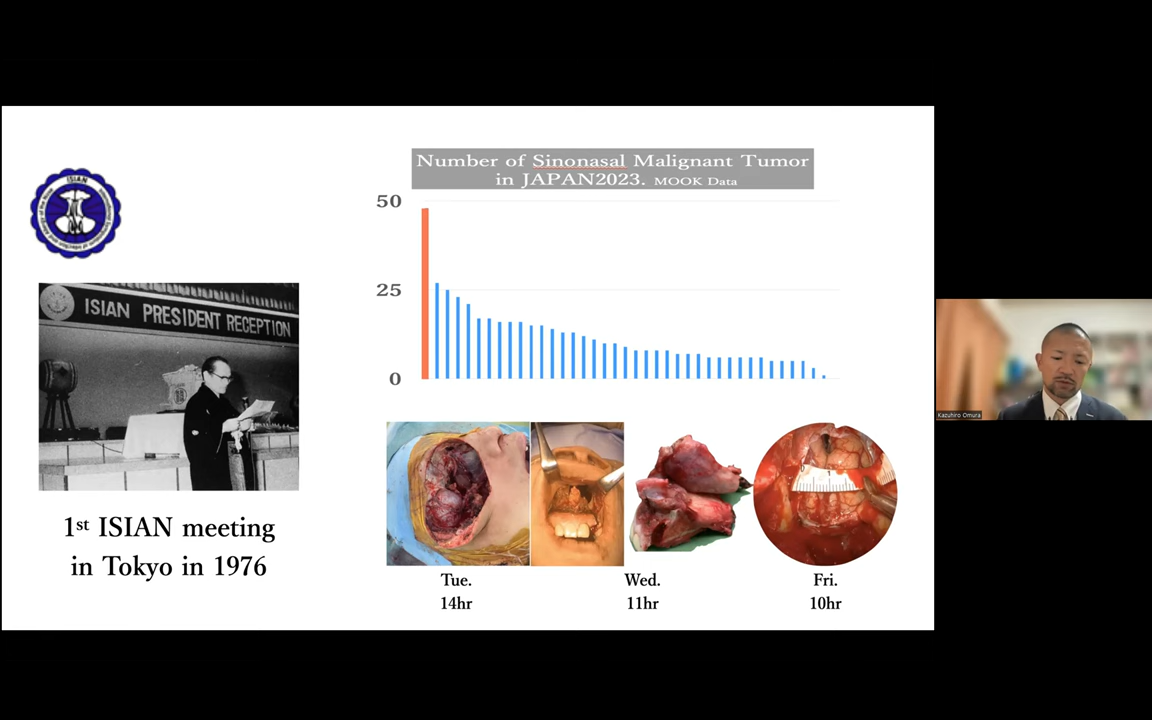 ISIAN
ISIAN PRESIDENT RECEPTION
1st ISIAN meeting
in Tokyo in 1976
Number of Sinonasal Malignant Tumor
in JAPAN2023. MOOK Data
50
25
0
Tue.
14hr
Wed.
11hr
Fri.
10hr
Kazuhiro Omura